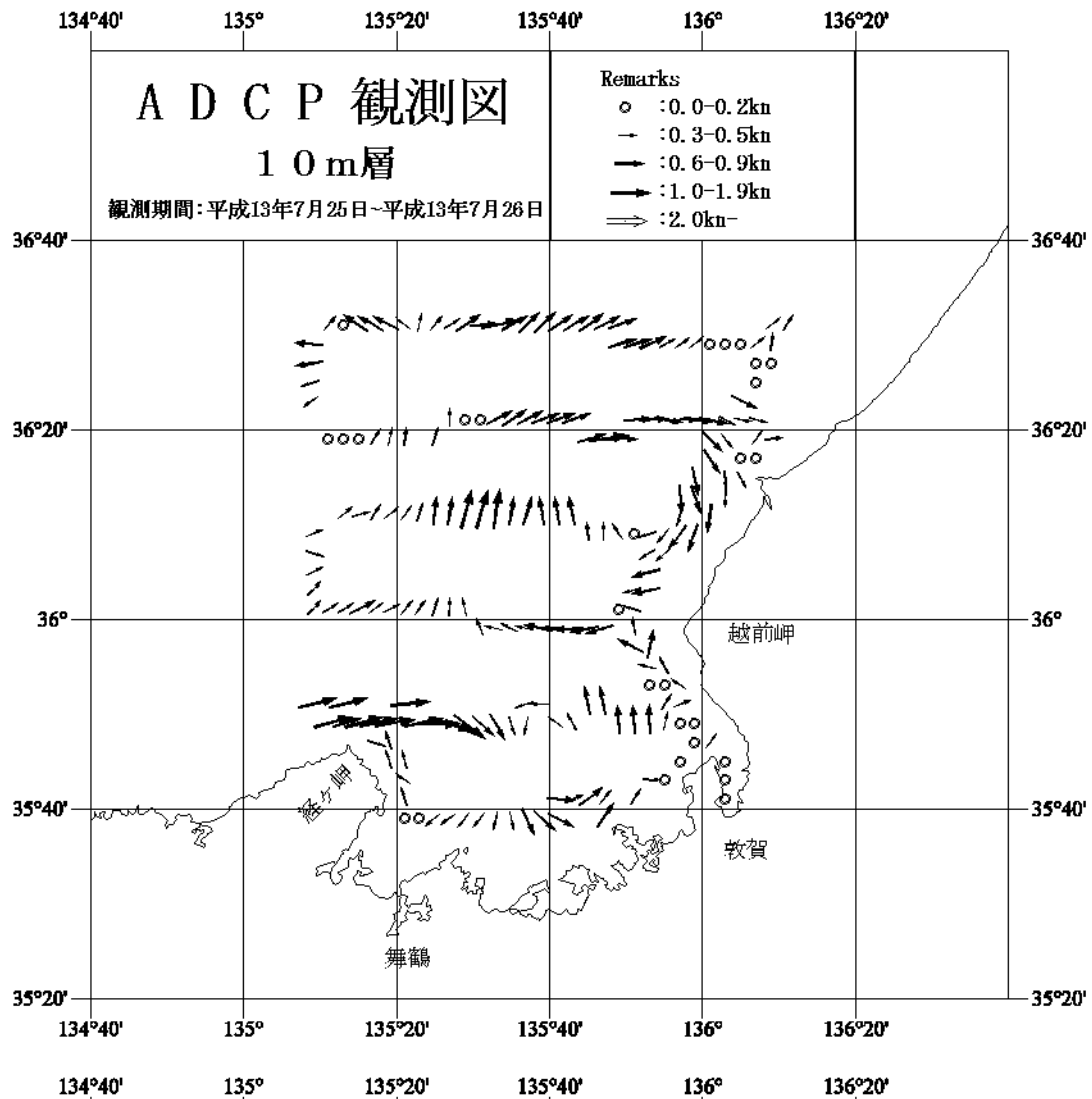 134°40' 135° 135°20' 135°40' 136° 136°20'
ADCP 観測図
10m層
観測期間:平成13年7月25日~平成13年7月26日
Remarks
:0.0-0.2kn
:0.3-0.5kn
:0.6-0.9kn
:1.0-1.9kn
:2.0kn-
36°40' 36°40'
36°20' 36°20'
36° 36°
越前岬
経ヶ岬
35°40' 35°40'
敦賀
舞鶴
35°20' 35°20'
134°40' 135° 135°20' 135°40' 136° 136°20'
134°40' 135° 135°20' 135°40' 136° 136°20'